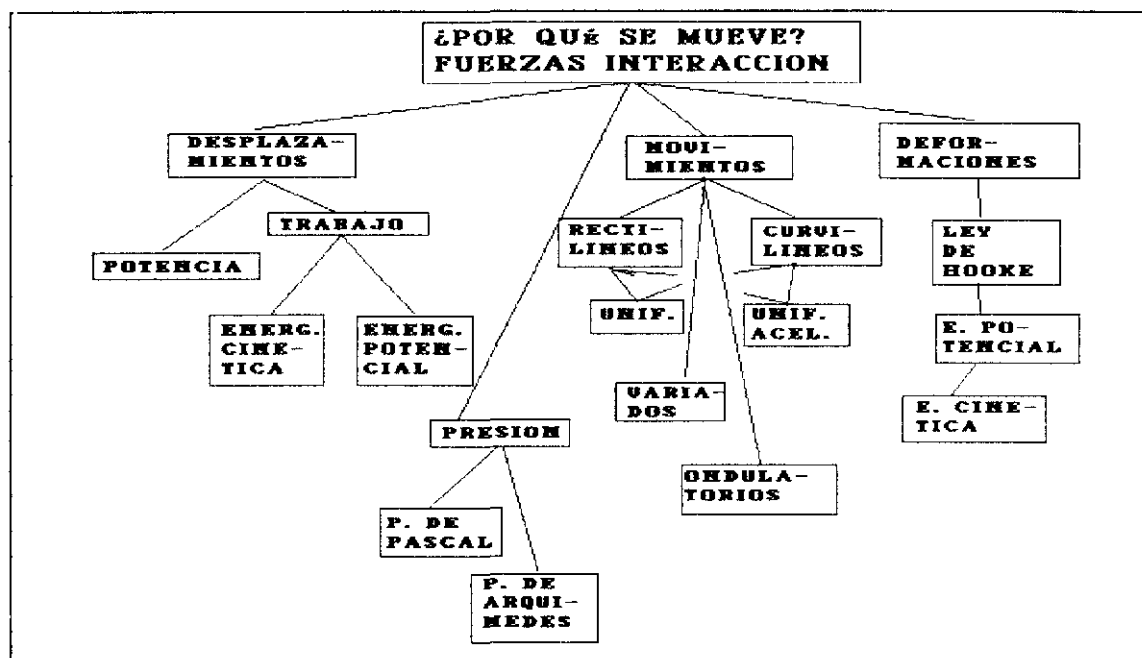 ¿POR QUé SE MUEVE?
FUERZAS INTERACCION
DESPLAZA-
MIENTOS
MOVI-
MIENTOS
DEFOR-
MACIONES
TRABAJO
POTENCIA
RECTI-
LINEOS
CURVI-
LINEOS
LEY
DE
HOOKE
ENERG.
CINE-
TICA
ENERG.
POTEN-
CIAL
UNIF.
UNIF.
ACEL.
E. PO-
TENCIAL
VARIA-
DOS
E. CINE-
TICA
PRESION
ONDULA-
TORIOS
P. DE
PASCAL
P. DE
ARQUI-
MEDES